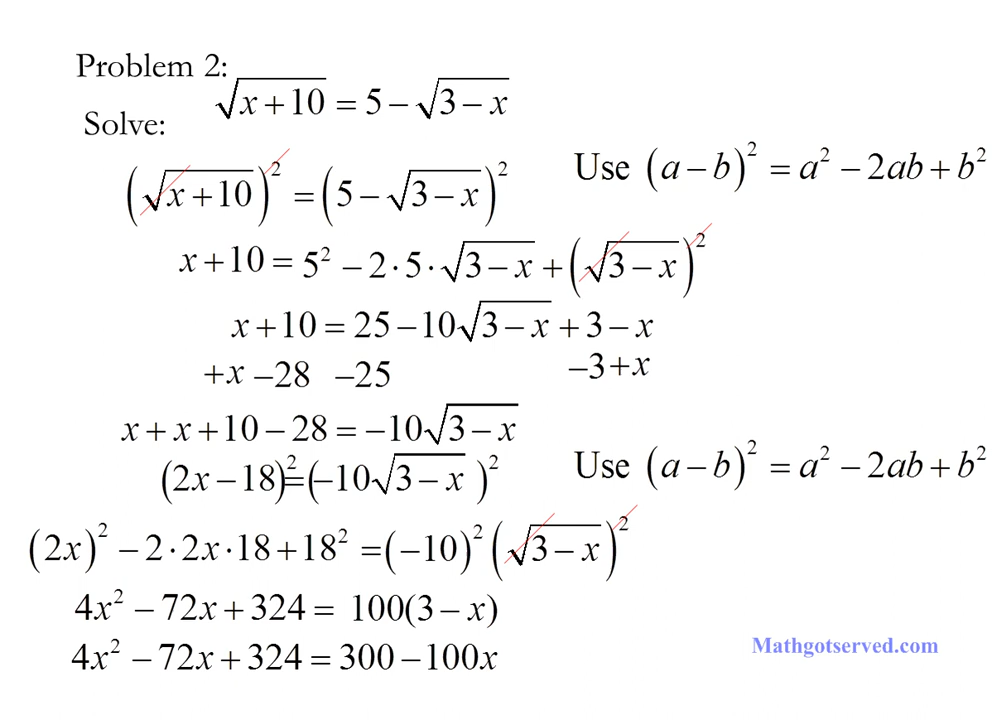 Problem 2:
Solve: √(x+10) = 5 − √(3−x)
(√(x+10))² = (5 − √(3−x))² Use (a−b)² = a² − 2ab + b²
x+10 = 5² − 2·5·√(3−x) + (√(3−x))²
x+10 = 25 − 10√(3−x) + 3 − x
+x −28 −25 −3+x
x + x + 10 − 28 = −10√(3−x)
(2x − 18)² = (−10√(3−x) )² Use (a−b)² = a² − 2ab + b²
(2x)² − 2·2x·18 + 18² = (−10)² (√(3−x))²
4x² − 72x + 324 = 100(3−x)
4x² − 72x + 324 = 300 − 100x
Mathgotserved.com